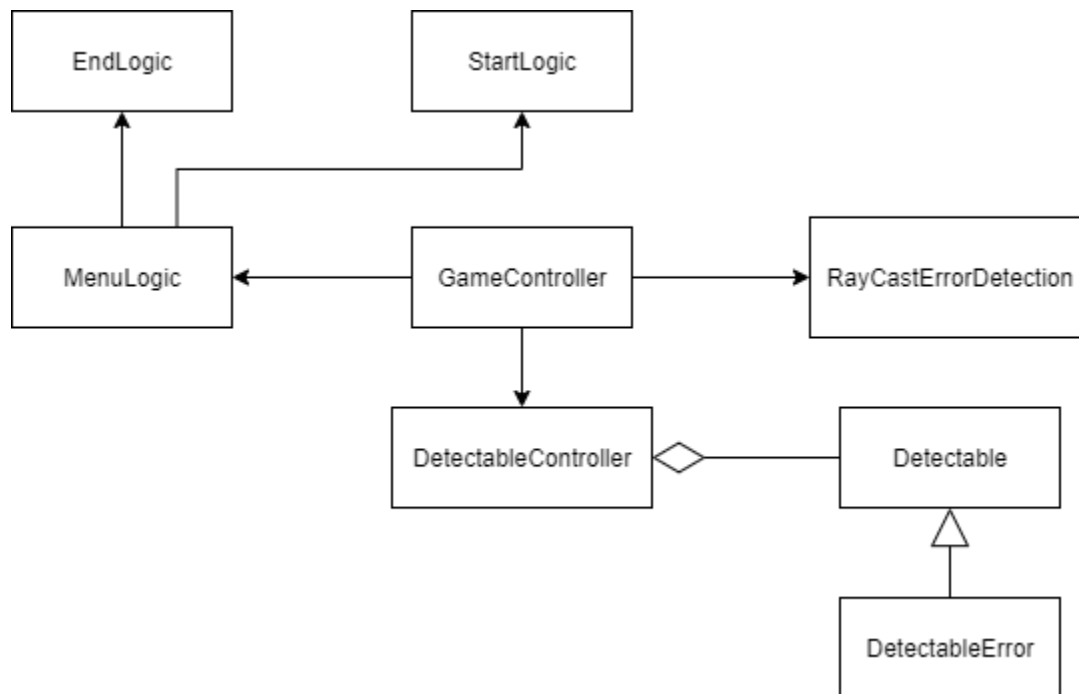 EndLogic
StartLogic
MenuLogic
GameController
RayCastErrorDetection
DetectableController
Detectable
DetectableError